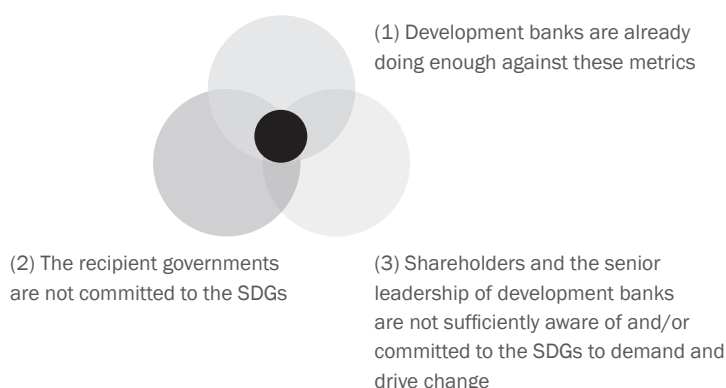 (1) Development banks are already
doing enough against these metrics
(2) The recipient governments
are not committed to the SDGs
(3) Shareholders and the senior
leadership of development banks
are not sufficiently aware of and/or
committed to the SDGs to demand and
drive change